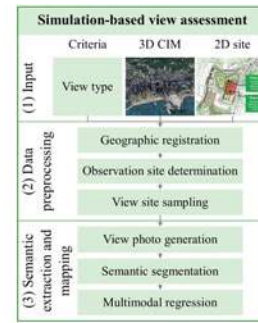 Simulation-based view assessment
Criteria 3D CIM 2D site
(1) Input
View type
(2) Data
preprocessing
Geographic registration
Observation site determination
View site sampling
(3) Semantic
extraction and
mapping
View photo generation
Semantic segmentation
Multimodal regression